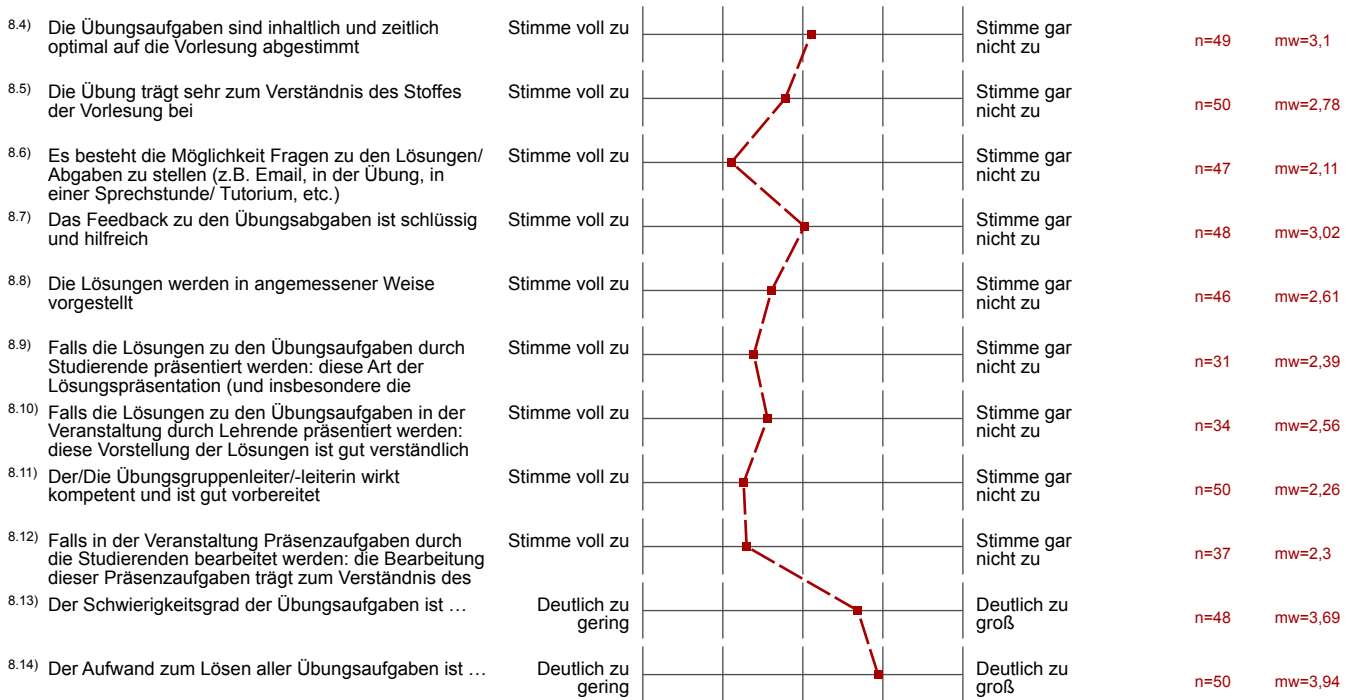 8.4) Die Übungsaufgaben sind inhaltlich und zeitlich
optimal auf die Vorlesung abgestimmt
Stimme voll zu
Stimme gar
nicht zu
n=49
mw=3,1
8.5) Die Übung trägt sehr zum Verständnis des Stoffes
der Vorlesung bei
Stimme voll zu
Stimme gar
nicht zu
n=50
mw=2,78
8.6) Es besteht die Möglichkeit Fragen zu den Lösungen/
Abgaben zu stellen (z.B. Email, in der Übung, in
einer Sprechstunde/ Tutorium, etc.)
Stimme voll zu
Stimme gar
nicht zu
n=47
mw=2,11
8.7) Das Feedback zu den Übungsabgaben ist schlüssig
und hilfreich
Stimme voll zu
Stimme gar
nicht zu
n=48
mw=3,02
8.8) Die Lösungen werden in angemessener Weise
vorgestellt
Stimme voll zu
Stimme gar
nicht zu
n=46
mw=2,61
8.9) Falls die Lösungen zu den Übungsaufgaben durch
Studierende präsentiert werden: diese Art der
Lösungspräsentation (und insbesondere die
Stimme voll zu
Stimme gar
nicht zu
n=31
mw=2,39
8.10) Falls die Lösungen zu den Übungsaufgaben in der
Veranstaltung durch Lehrende präsentiert werden:
diese Vorstellung der Lösungen ist gut verständlich
Stimme voll zu
Stimme gar
nicht zu
n=34
mw=2,56
8.11) Der/Die Übungsgruppenleiter/-leiterin wirkt
kompetent und ist gut vorbereitet
Stimme voll zu
Stimme gar
nicht zu
n=50
mw=2,26
8.12) Falls in der Veranstaltung Präsenzaufgaben durch
die Studierenden bearbeitet werden: die Bearbeitung
dieser Präsenzaufgaben trägt zum Verständnis des
Stimme voll zu
Stimme gar
nicht zu
n=37
mw=2,3
8.13) Der Schwierigkeitsgrad der Übungsaufgaben ist …
Deutlich zu
gering
Deutlich zu
groß
n=48
mw=3,69
8.14) Der Aufwand zum Lösen aller Übungsaufgaben ist …
Deutlich zu
gering
Deutlich zu
groß
n=50
mw=3,94